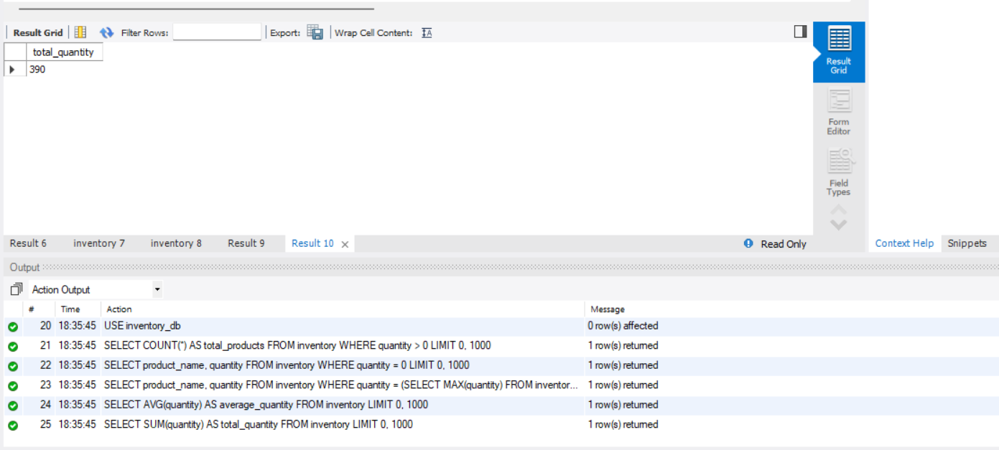 Result Grid Filter Rows: Export: Wrap Cell Content: IA
total_quantity
390
Result Grid
Form Editor
Field Types
Result 6 inventory 7 inventory 8 Result 9 Result 10 × Read Only Context Help Snippets
Output
Action Output
# Time Action Message
20 18:35:45 USE inventory_db 0 row(s) affected
21 18:35:45 SELECT COUNT(*) AS total_products FROM inventory WHERE quantity > 0 LIMIT 0, 1000 1 row(s) returned
22 18:35:45 SELECT product_name, quantity FROM inventory WHERE quantity = 0 LIMIT 0, 1000 1 row(s) returned
23 18:35:45 SELECT product_name, quantity FROM inventory WHERE quantity = (SELECT MAX(quantity) FROM inventor... 1 row(s) returned
24 18:35:45 SELECT AVG(quantity) AS average_quantity FROM inventory LIMIT 0, 1000 1 row(s) returned
25 18:35:45 SELECT SUM(quantity) AS total_quantity FROM inventory LIMIT 0, 1000 1 row(s) returned